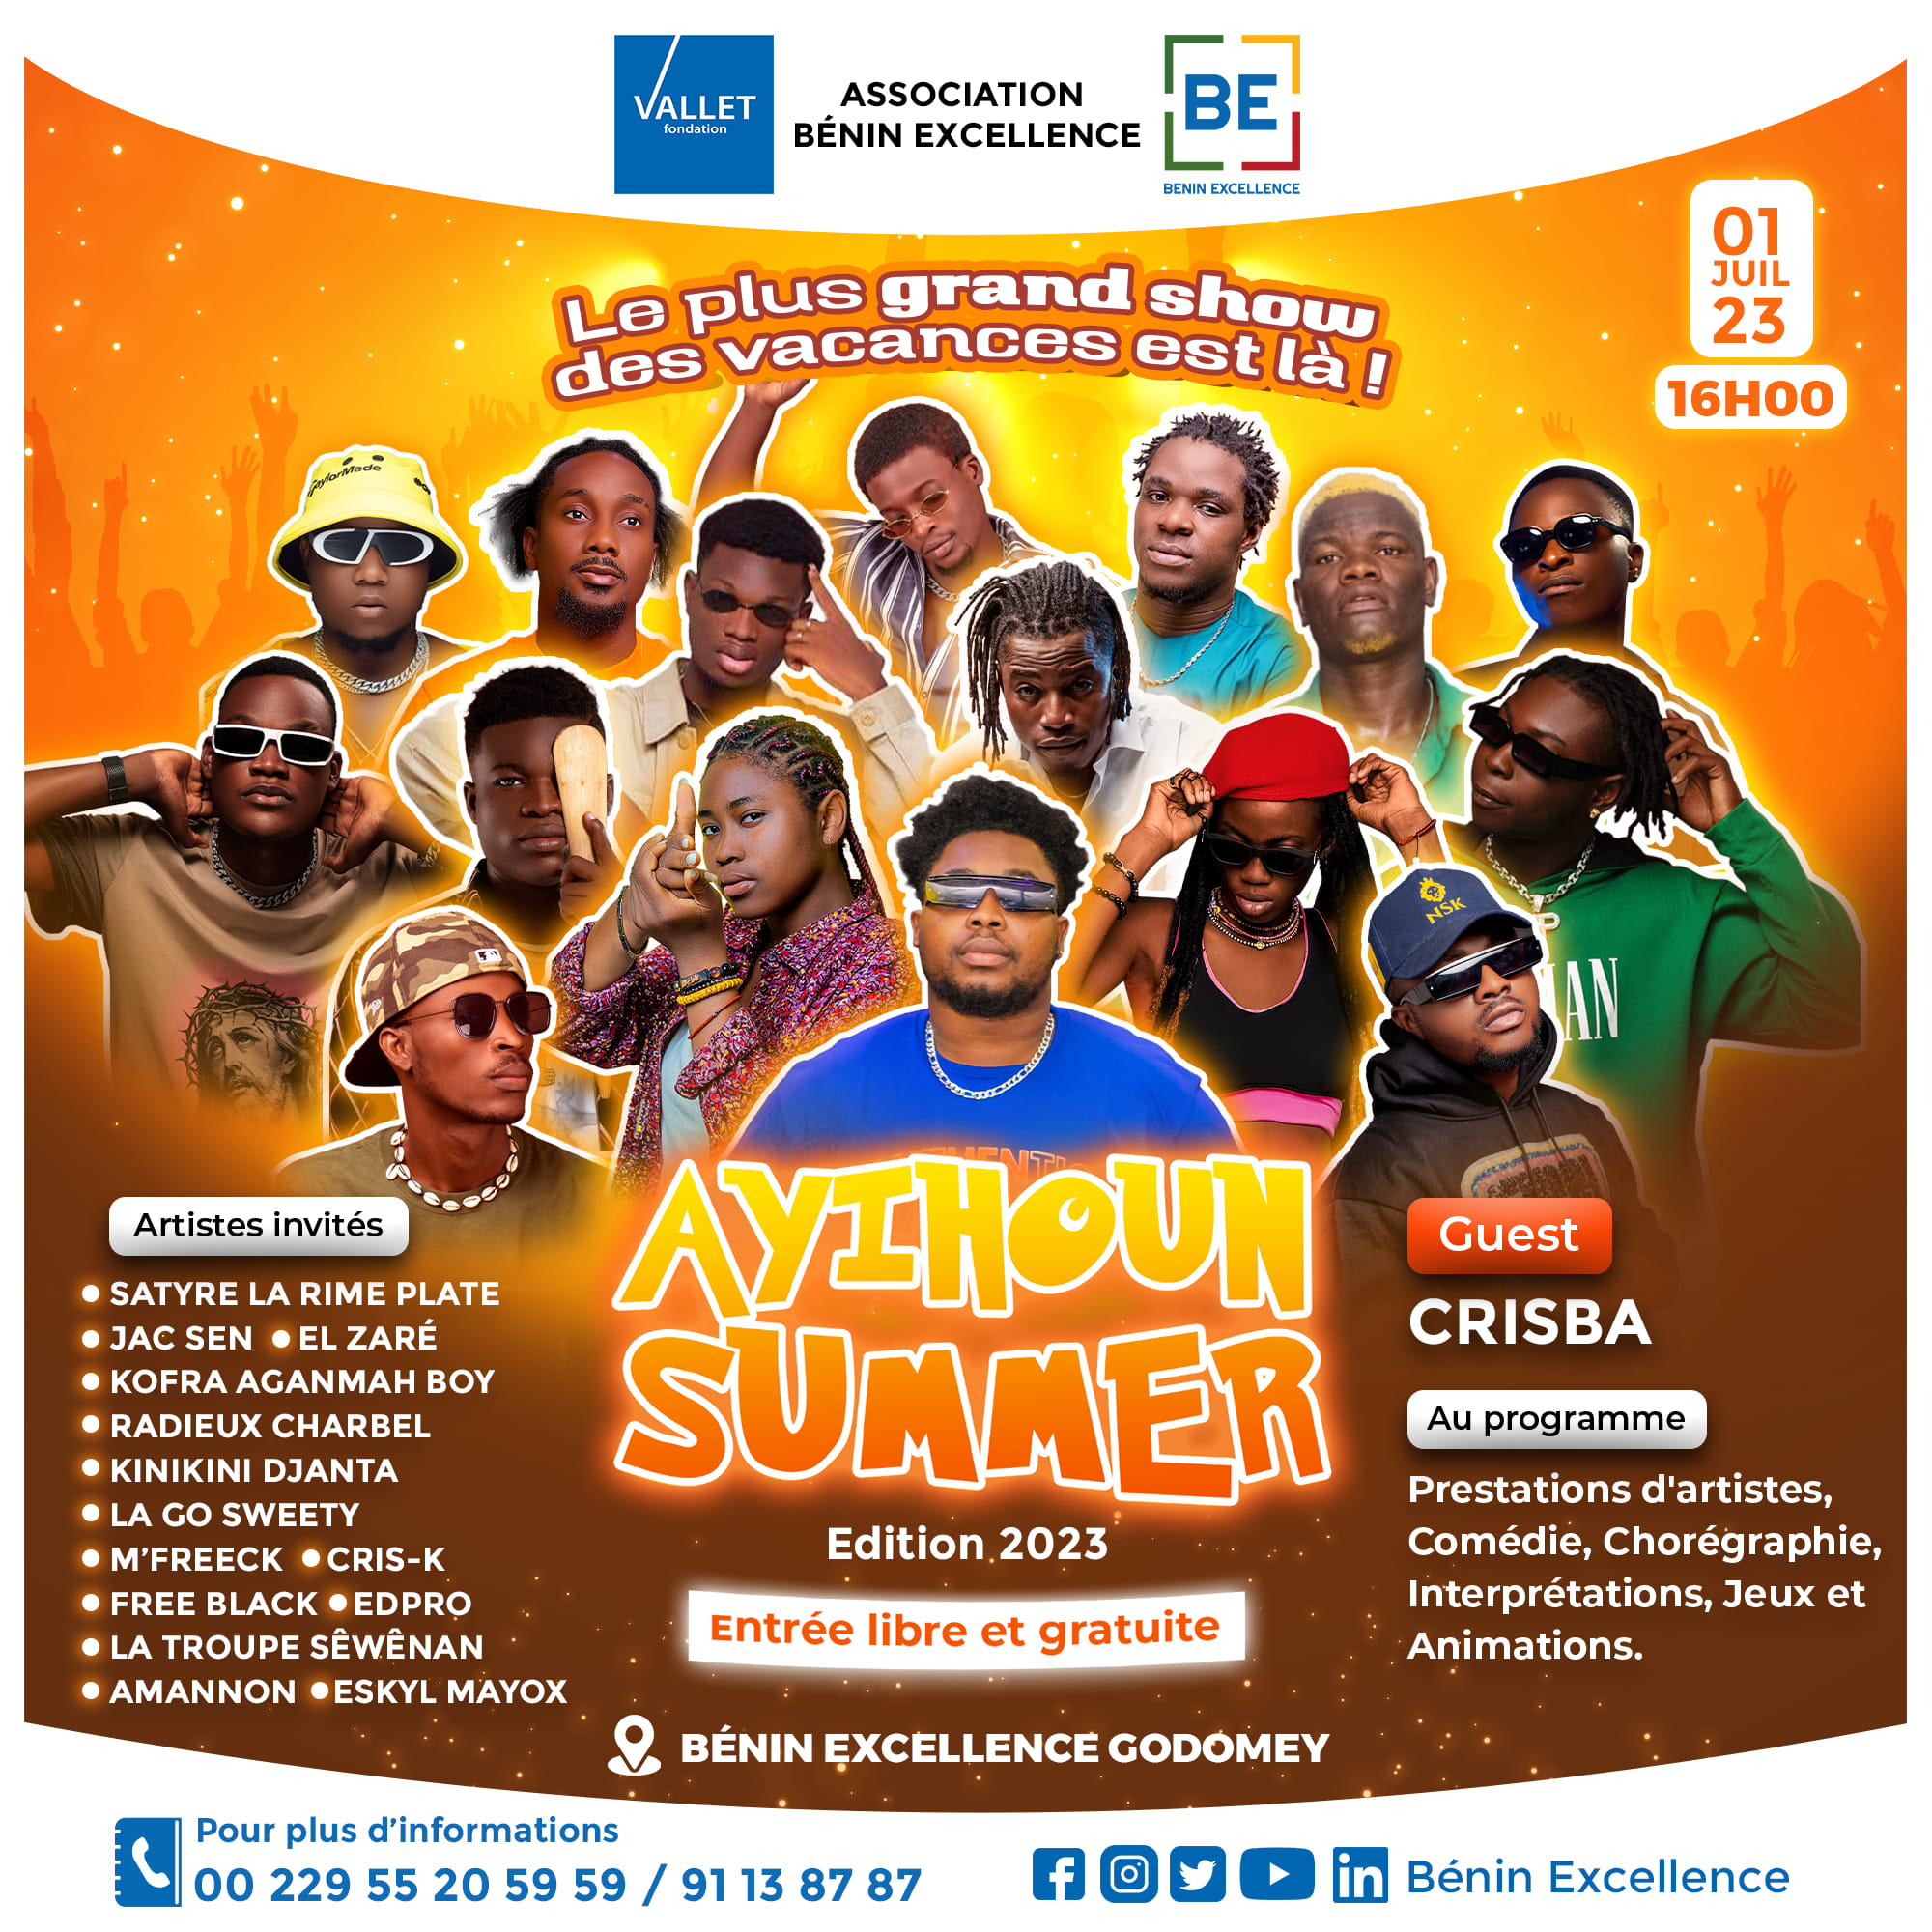 VALLET
fondation
ASSOCIATION
BÉNIN EXCELLENCE
BE
BENIN EXCELLENCE
01
JUIL
23
16H00
Le plus grand show
des vacances est là !
TaylorMade
NSK
AN
AYIHOUN
SUMMER
Edition 2023
Entrée libre et gratuite
Artistes invités
SATYRE LA RIME PLATE
JAC SEN • EL ZARÉ
KOFRA AGANMAH BOY
RADIEUX CHARBEL
KINIKINI DJANTA
LA GO SWEETY
M'FREECK • CRIS-K
FREE BLACK • EDPRO
LA TROUPE SÊWÊNAN
AMANNON • ESKYL MAYOX
Guest
CRISBA
Au programme
Prestations d'artistes,
Comédie, Chorégraphie,
Interprétations, Jeux et
Animations.
BÉNIN EXCELLENCE GODOMEY
Pour plus d'informations
00 229 55 20 59 59 / 91 13 87 87
Bénin Excellence